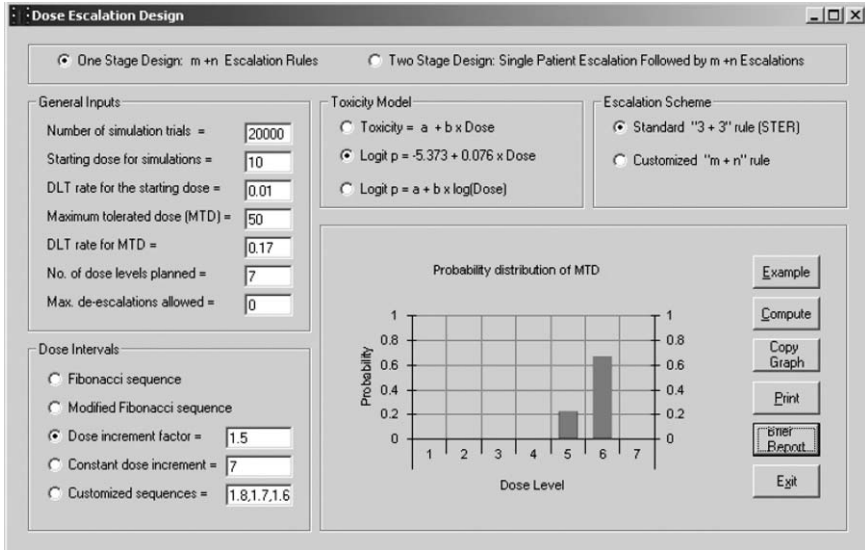 Dose Escalation Design
One Stage Design: m +n Escalation Rules
Two Stage Design: Single Patient Escalation Followed by m +n Escalations
General Inputs
Number of simulation trials = 20000
Starting dose for simulations = 10
DLT rate for the starting dose = 0.01
Maximum tolerated dose (MTD) = 50
DLT rate for MTD = 0.17
No. of dose levels planned = 7
Max. de-escalations allowed = 0
Toxicity Model
Toxicity = a + b x Dose
Logit p = -5.373 + 0.076 x Dose
Logit p = a + b x log(Dose)
Escalation Scheme
Standard "3 + 3" rule (STER)
Customized "m + n" rule
Dose Intervals
Fibonacci sequence
Modified Fibonacci sequence
Dose increment factor = 1.5
Constant dose increment = 7
Customized sequences = 1.8,1.7,1.6
Probability distribution of MTD
Probability
1 1
0.8 0.8
0.6 0.6
0.4 0.4
0.2 0.2
0 0
1 2 3 4 5 6 7
Dose Level
Example
Compute
Copy
Graph
Print
Brief
Report
Exit